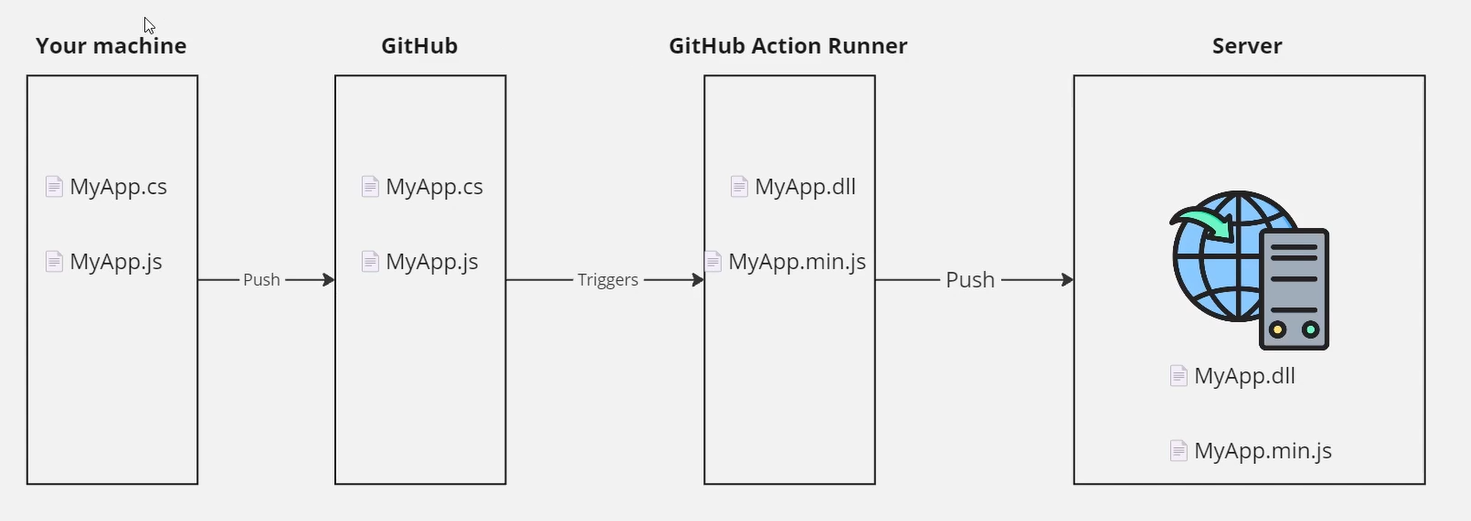 Your machine
GitHub
GitHub Action Runner
Server
MyApp.cs
MyApp.js
Push
MyApp.cs
MyApp.js
Triggers
MyApp.dll
MyApp.min.js
Push
MyApp.dll
MyApp.min.js